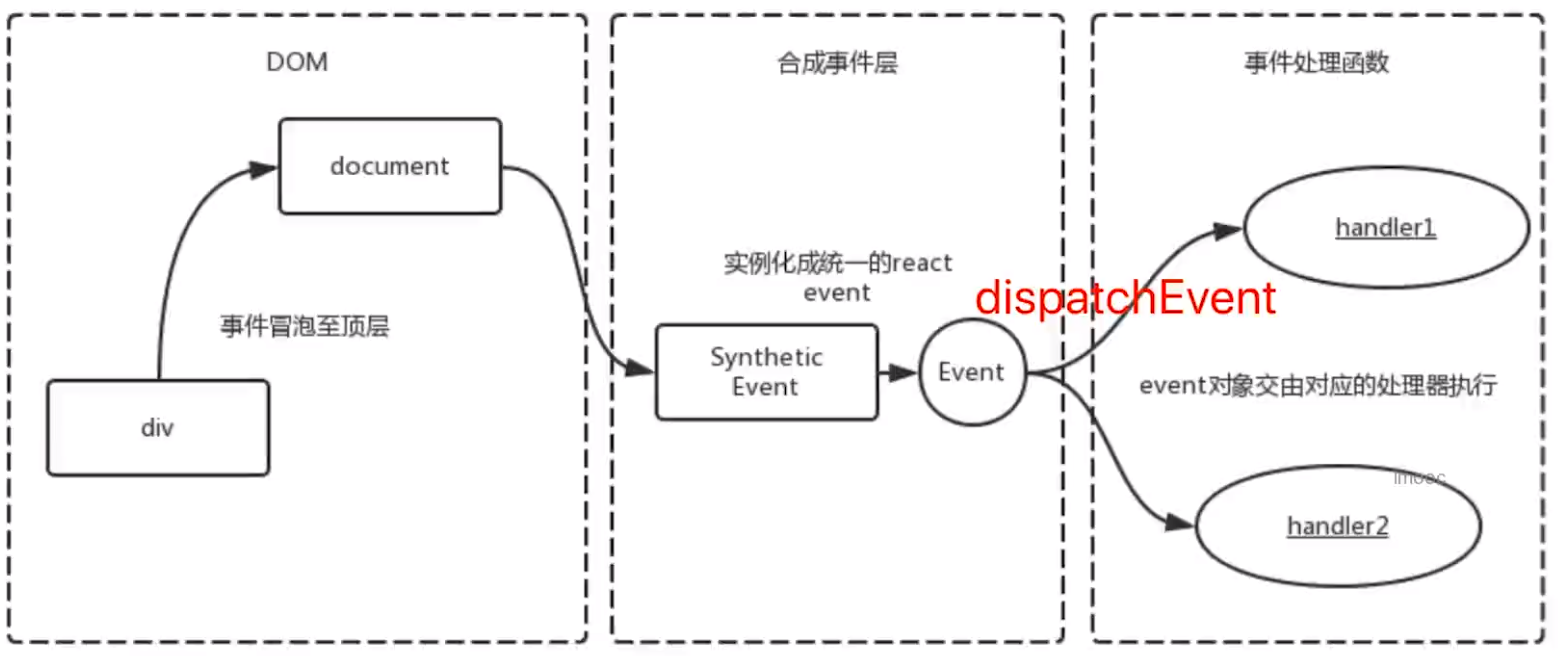 DOM
document
事件冒泡至顶层
div
合成事件层
实例化成统一的react
event
Synthetic
Event
Event
dispatchEvent
事件处理函数
handler1
event对象交由对应的处理器执行
imooc
handler2